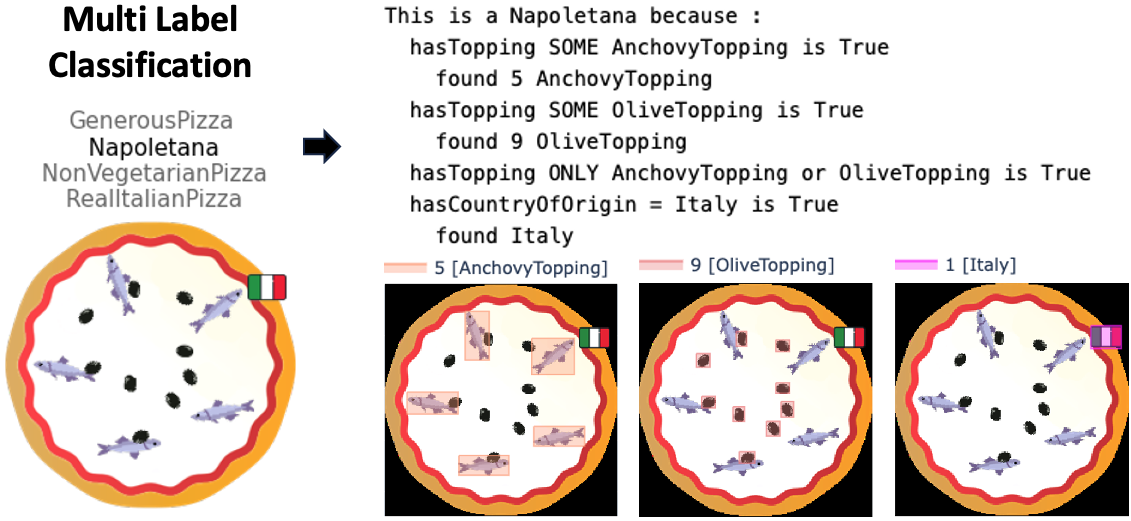 Multi Label
Classification
GenerousPizza
Napoletana
NonVegetarianPizza
RealItalianPizza
This is a Napoletana because :
hasTopping SOME AnchovyTopping is True
found 5 AnchovyTopping
hasTopping SOME OliveTopping is True
found 9 OliveTopping
hasTopping ONLY AnchovyTopping or OliveTopping is True
hasCountryOfOrigin = Italy is True
found Italy
5 [AnchovyTopping]
9 [OliveTopping]
1 [Italy]